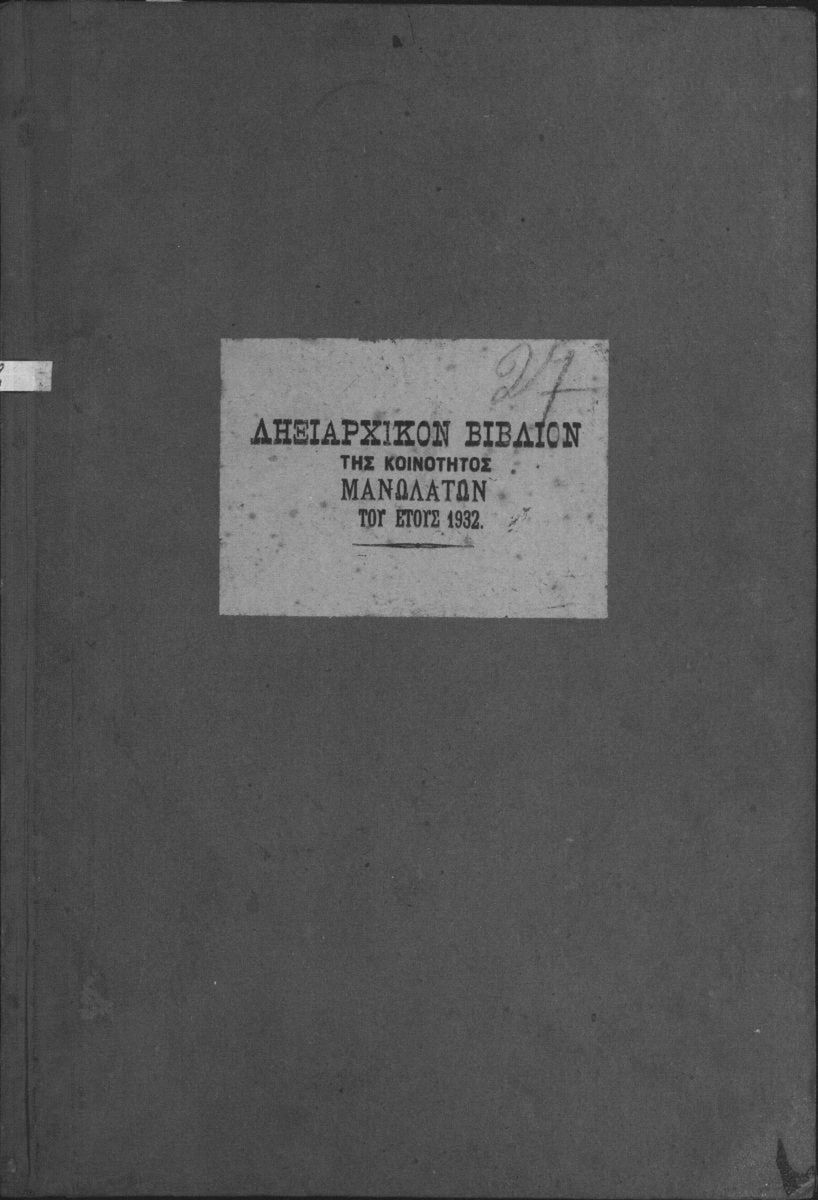 27
ΛΗΞΙΑΡΧΙΚΟΝ ΒΙΒΛΙΟΝ
ΤΗΣ ΚΟΙΝΟΤΗΤΟΣ
ΜΑΝΩΛΑΤΩΝ
ΤΟΥ ΕΤΟΥΣ 1932.